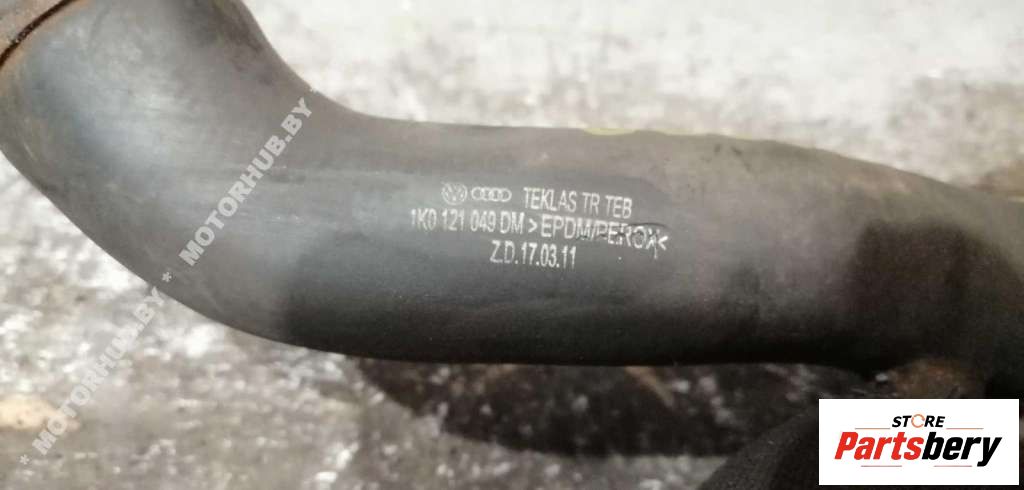 TEKLAS TR TEB
1K0 121 049 DM >EPDM/PEROX<
Z.D.17.03.11
* MOTORHUB.BY * MOTORHUB.BY *
STORE
Partsbery